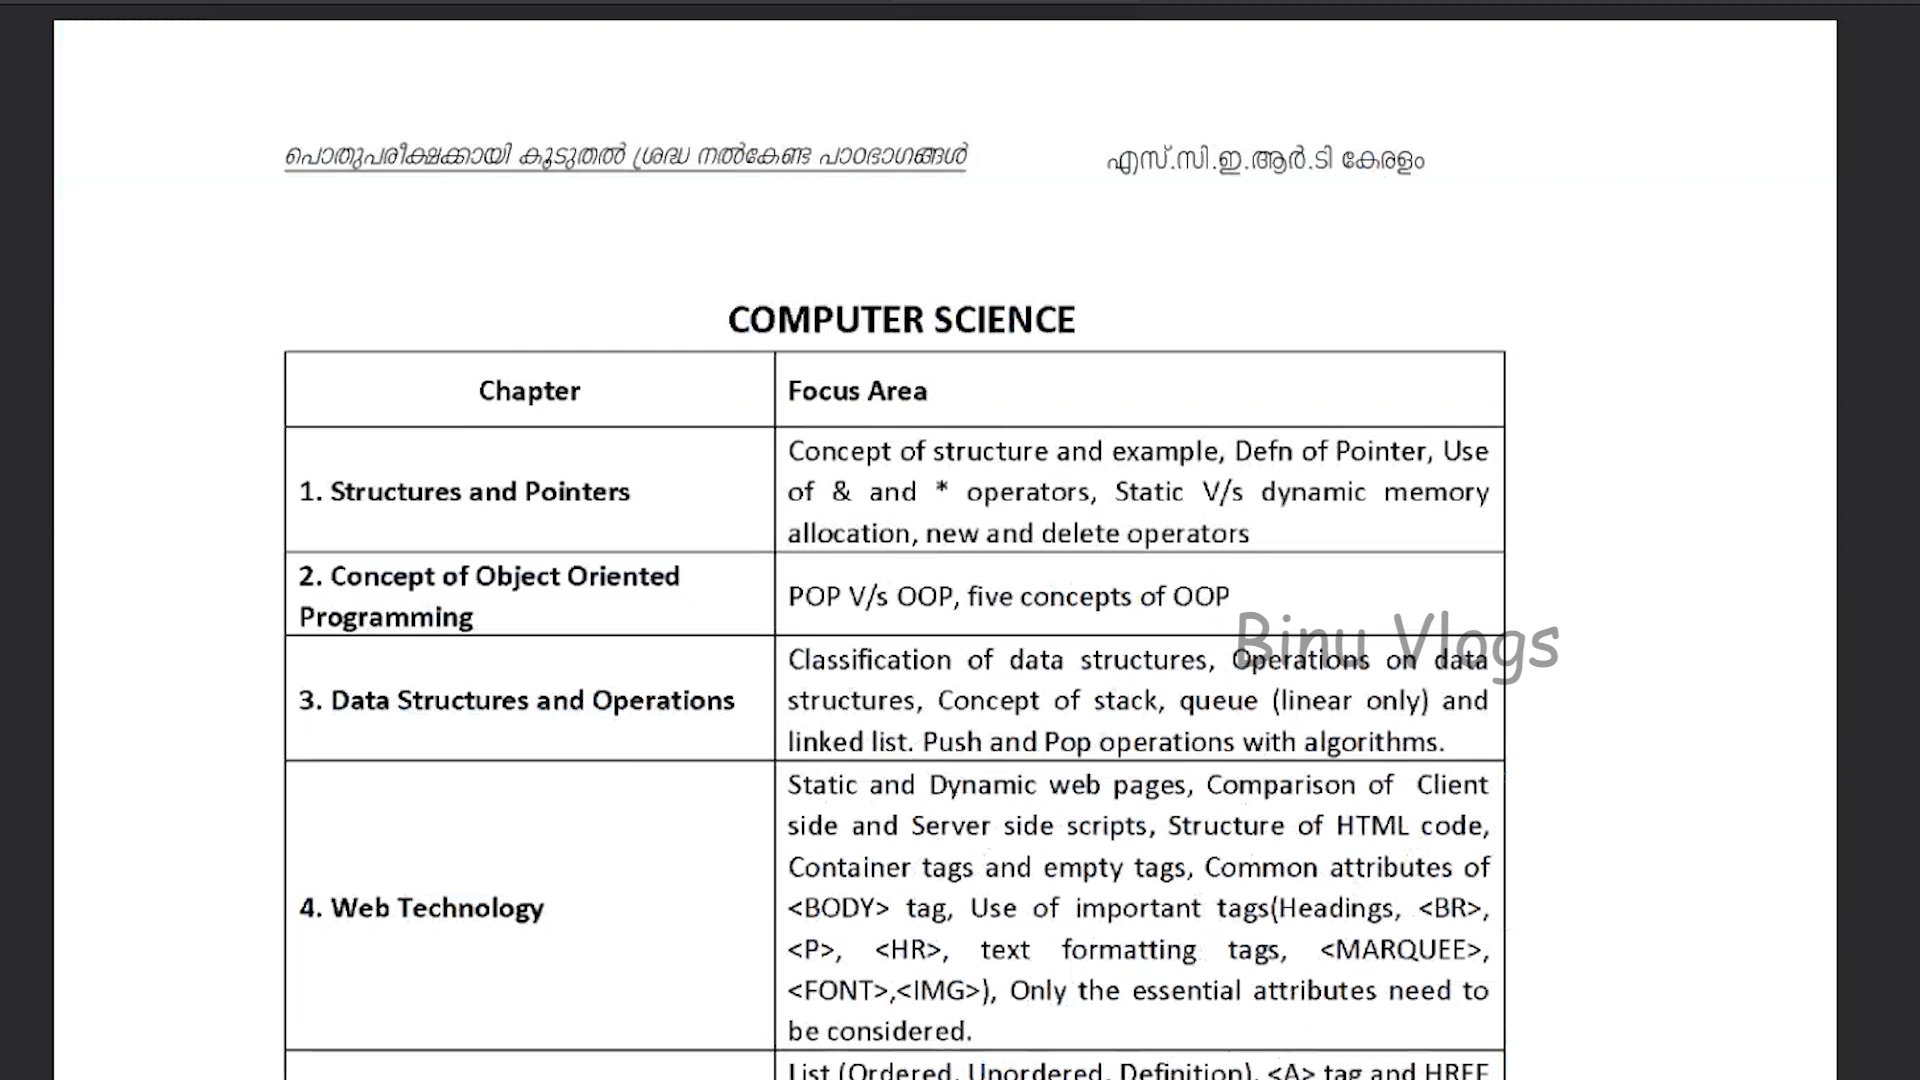 പൊതുപരീക്ഷക്കായി കൂടുതൽ ശ്രദ്ധ നൽകേണ്ട പാഠഭാഗങ്ങൾ
എസ്.സി.ഇ.ആർ.ടി കേരളം
COMPUTER SCIENCE
Chapter
Focus Area
1. Structures and Pointers
Concept of structure and example, Defn of Pointer, Use
of & and * operators, Static V/s dynamic memory
allocation, new and delete operators
2. Concept of Object Oriented
Programming
POP V/s OOP, five concepts of OOP
Binu Vlogs
3. Data Structures and Operations
Classification of data structures, Operations on data
structures, Concept of stack, queue (linear only) and
linked list. Push and Pop operations with algorithms.
4. Web Technology
Static and Dynamic web pages, Comparison of Client
side and Server side scripts, Structure of HTML code,
Container tags and empty tags, Common attributes of
<BODY> tag, Use of important tags(Headings, <BR>,
<P>, <HR>, text formatting tags, <MARQUEE>,
<FONT>,<IMG>), Only the essential attributes need to
be considered.
List (Ordered, Unordered, Definition), <A> tag and HREF